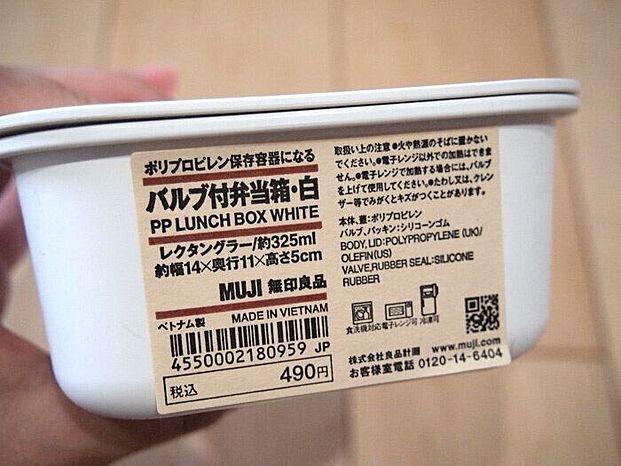 ポリプロピレン保存容器になる
バルブ付弁当箱・白
PP LUNCH BOX WHITE
レクタングラー/約325ml
約幅14×奥行11×高さ5cm
MUJI 無印良品
ベトナム製 MADE IN VIETNAM
4550002180959 JP
税込 490円
取扱い上の注意 ●火や熱源のそばに置かない
でください。●電子レンジ以外での加熱はできま
せん。●電子レンジで加熱する場合には、バルブ
を上げて使用してください。●たわし又は、クレン
ザー等でみがくとキズがつくことがあります。
本体、蓋:ポリプロピレン
バルブ、パッキン:シリコーンゴム
BODY, LID:POLYPROPYLENE (UK)/
OLEFIN(US)
VALVE,RUBBER SEAL:SILICONE
RUBBER
食洗機対応 電子レンジ可 冷凍可
www.muji.com
株式会社良品計画
お客様室電話 0120-14-6404